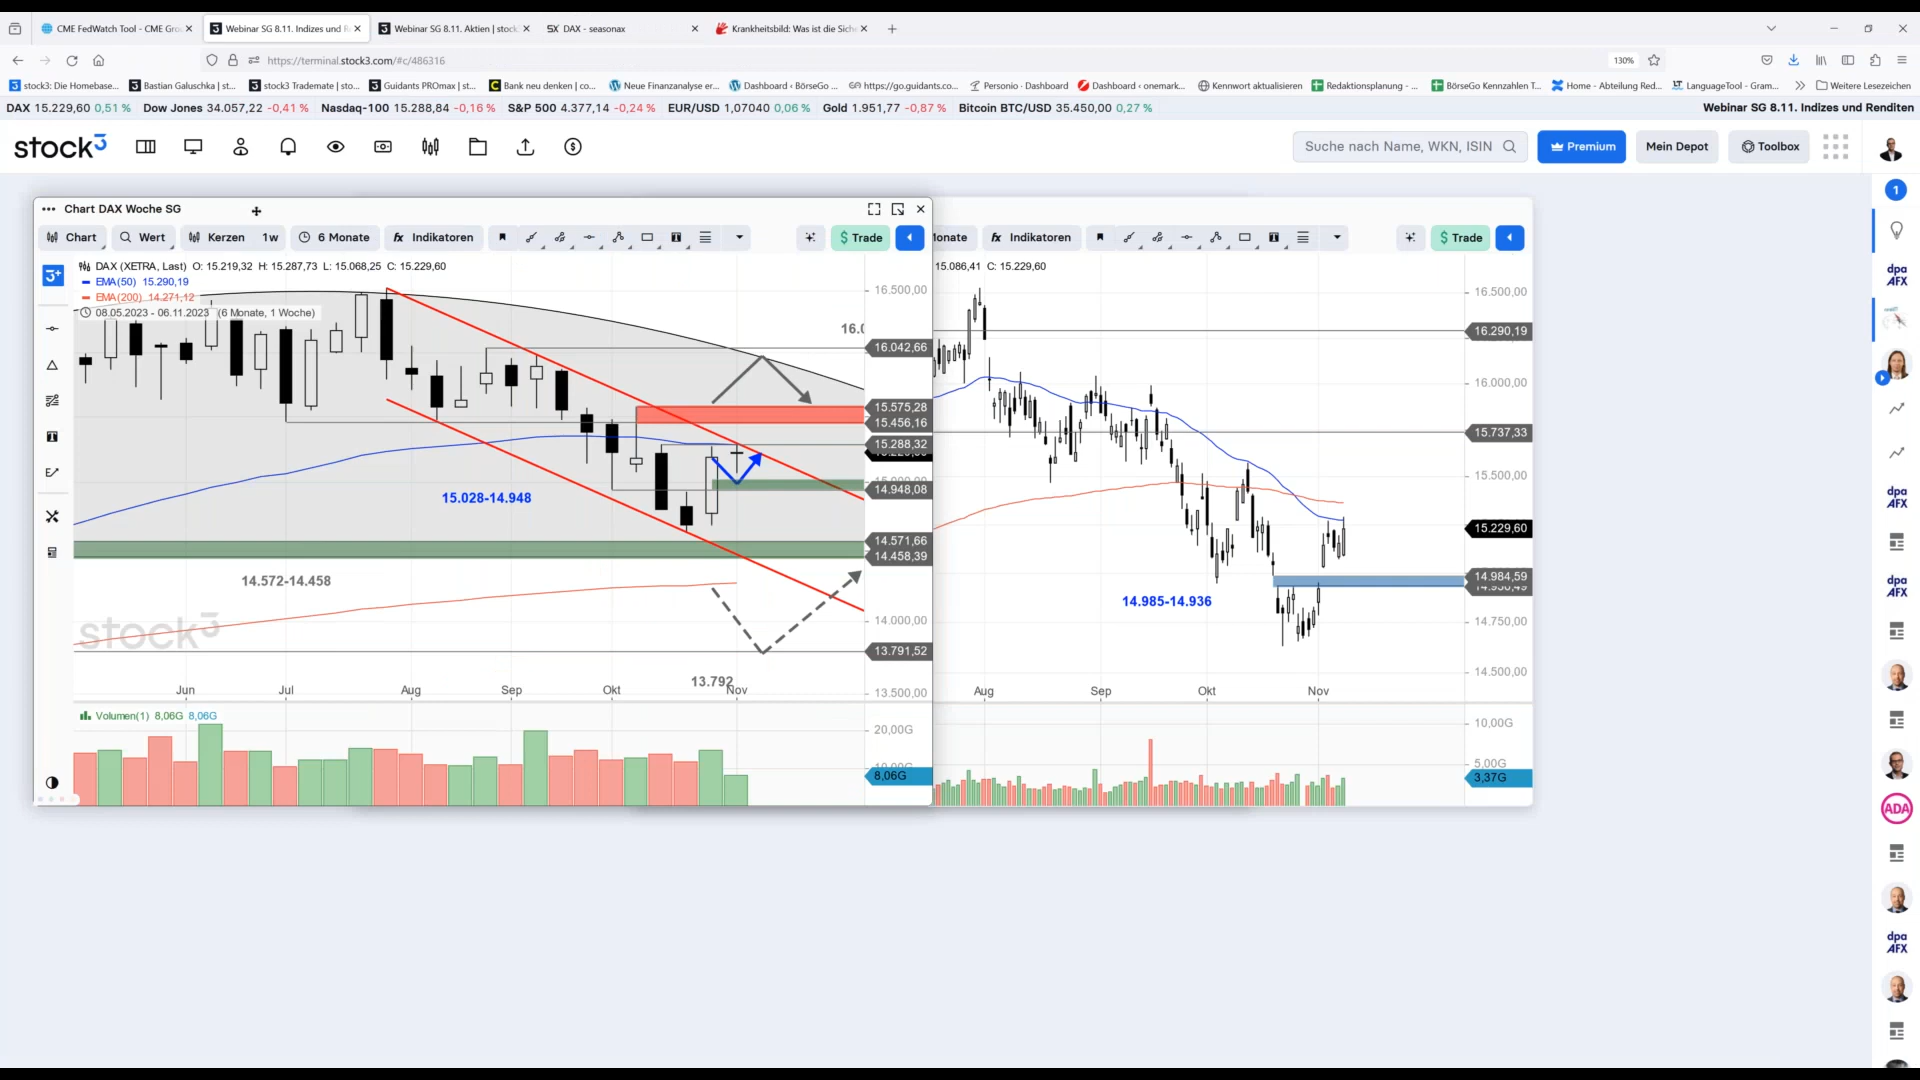 CME FedWatch Tool - CME Gro
Webinar SG 8.11. Indizes und R
Webinar SG 8.11. Aktien | stock
DAX - seasonax
Krankheitsbild: Was ist die Sich
https://terminal.stock3.com/#c/486316
130%
stock3: Die Homebase...
Bastian Galuschka | st...
stock3 Trademate | sto...
Guidants PROmax | st...
Bank neu denken | co...
Neue Finanzanalyse er...
Dashboard ‹ BörseGo ...
https://go.guidants.co...
Personio · Dashboard
Dashboard ‹ onemark...
Kennwort aktualisieren
Redaktionsplanung - ...
BörseGo Kennzahlen T...
Home - Abteilung Red...
LanguageTool - Gram...
Weitere Lesezeichen
DAX 15.229,60 0,51 % Dow Jones 34.057,22 -0,41 % Nasdaq-100 15.288,84 -0,16 % S&P 500 4.377,14 -0,24 % EUR/USD 1,07040 0,06 % Gold 1.951,77 -0,87 % Bitcoin BTC/USD 35.450,00 0,27 %
Webinar SG 8.11. Indizes und Renditen
stock3
Suche nach Name, WKN, ISIN
Premium
Mein Depot
Toolbox
1
Chart DAX Woche SG
Chart
Wert
Kerzen
1w
6 Monate
fx Indikatoren
$ Trade
Monate
fx Indikatoren
$ Trade
3+
DAX (XETRA, Last) O: 15.219,32 H: 15.287,73 L: 15.068,25 C: 15.229,60
EMA(50) 15.290,19
EMA(200) 14.271,12
08.05.2023 - 06.11.2023 (6 Monate, 1 Woche)
16.500,00
16.042,66
15.575,28
15.456,16
15.288,32
15.028-14.948
14.948,08
14.571,66
14.458,39
14.572-14.458
stock3
14.000,00
13.791,52
13.792
13.500,00
Jun
Jul
Aug
Sep
Okt
Nov
Volumen(1) 8,06G 8,06G
20,00G
8,06G
15.086,41 C: 15.229,60
16.500,00
16.290,19
16.000,00
15.737,33
15.500,00
15.229,60
14.984,59
14.985-14.936
14.750,00
14.500,00
Aug
Sep
Okt
Nov
10,00G
5,00G
3,37G
dpa
AFX
dpa
AFX
dpa
AFX
ADA
dpa
AFX